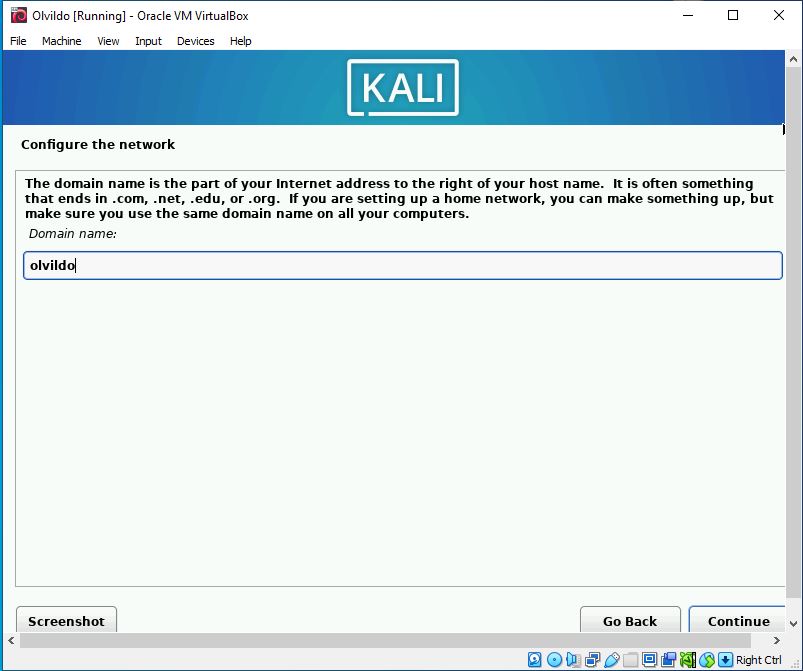 Olvildo [Running] - Oracle VM VirtualBox
File Machine View Input Devices Help
KALI
Configure the network
The domain name is the part of your Internet address to the right of your host name.  It is often something
that ends in .com, .net, .edu, or .org.  If you are setting up a home network, you can make something up, but
make sure you use the same domain name on all your computers.
Domain name:
olvildo
Screenshot Go Back Continue
Right Ctrl